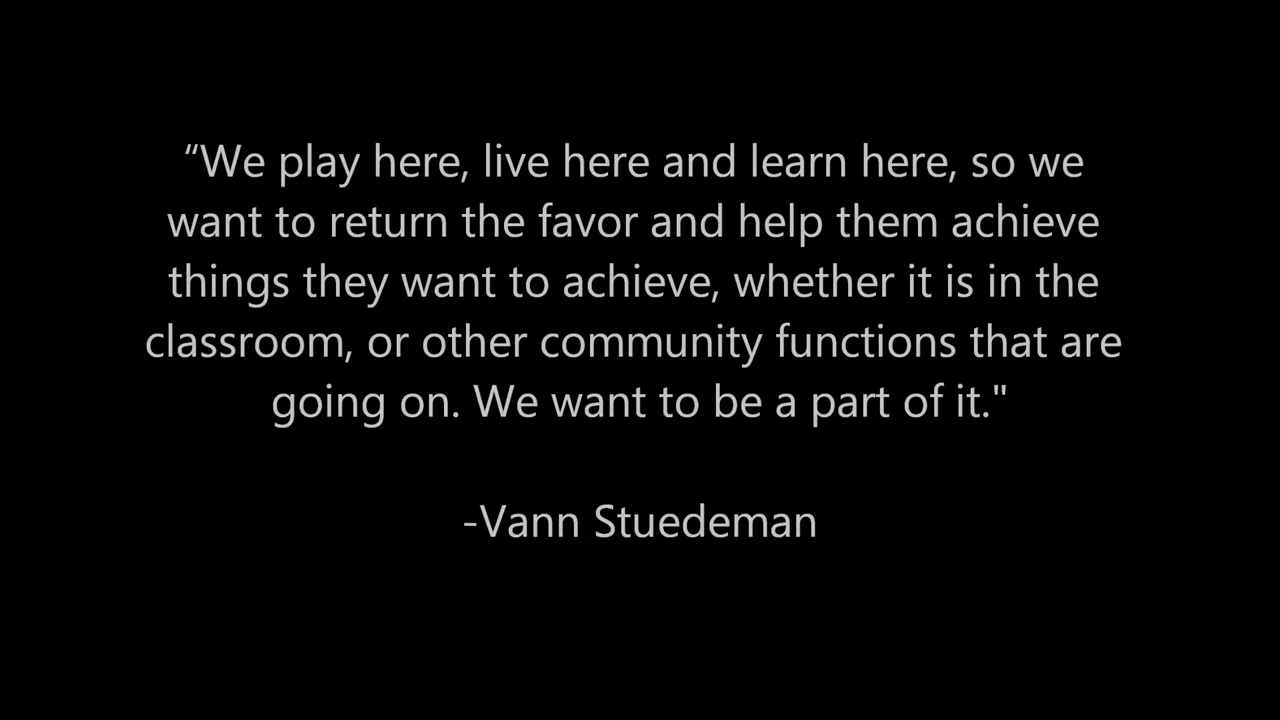 “We play here, live here and learn here, so we
want to return the favor and help them achieve
things they want to achieve, whether it is in the
classroom, or other community functions that are
going on. We want to be a part of it."
-Vann Stuedeman